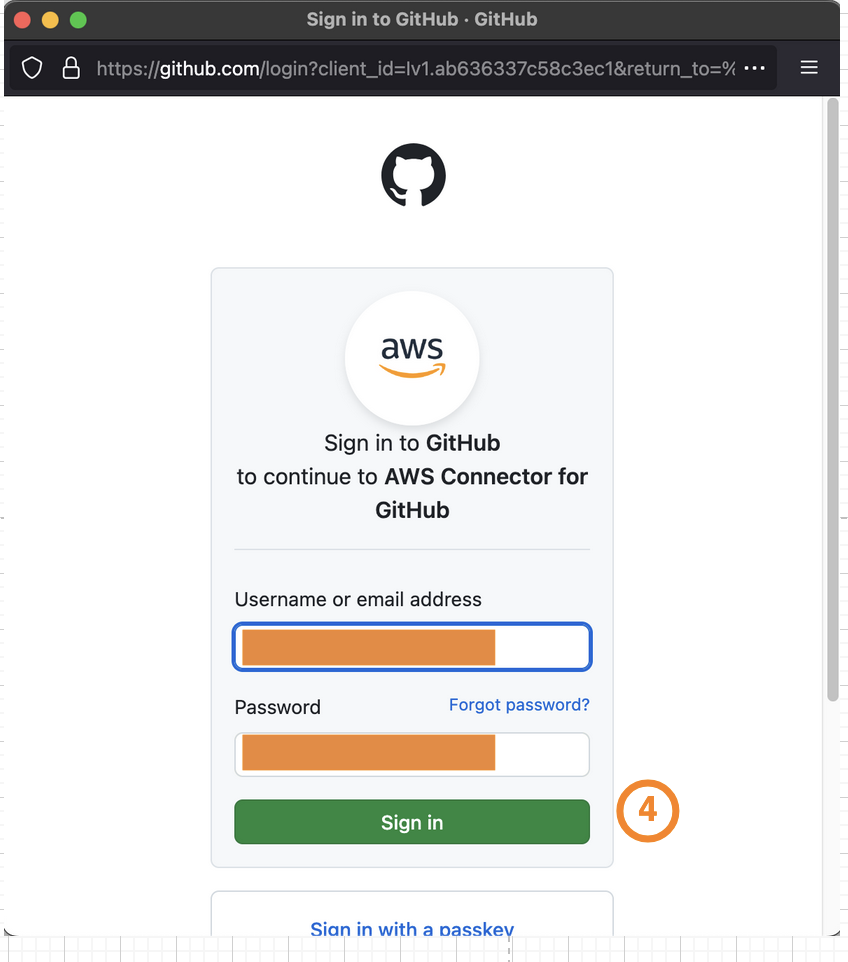 Sign in to GitHub · GitHub
https://github.com/login?client_id=Iv1.ab636337c58c3ec1&return_to=%
aws
Sign in to GitHub
to continue to AWS Connector for
GitHub
Username or email address
Password
Forgot password?
Sign in
4
Sign in with a passkey